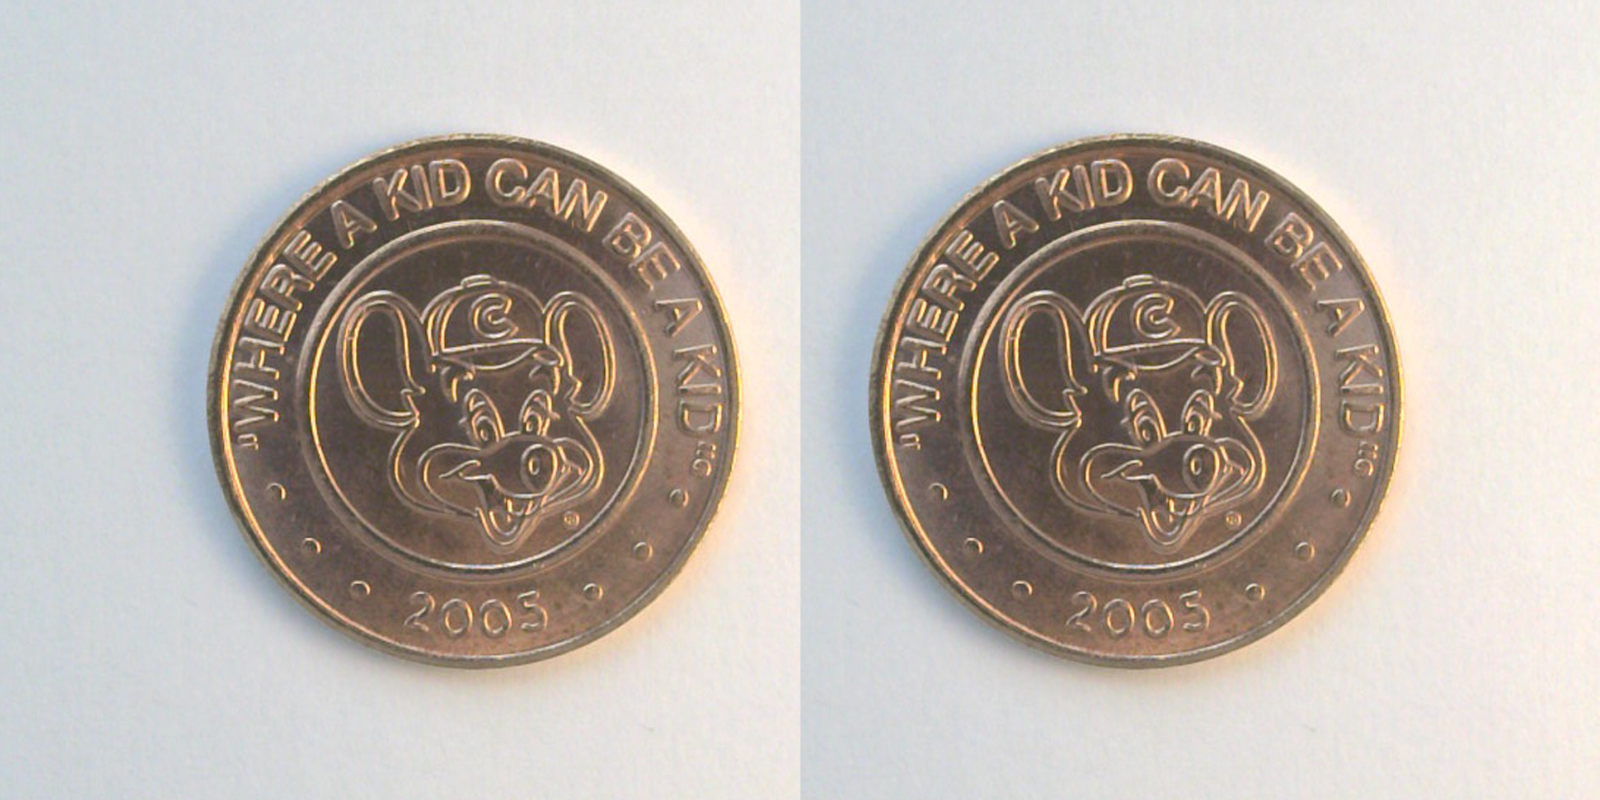 "WHERE A KID CAN BE A KID"
C
®
2005
"WHERE A KID CAN BE A KID"
C
®
2005